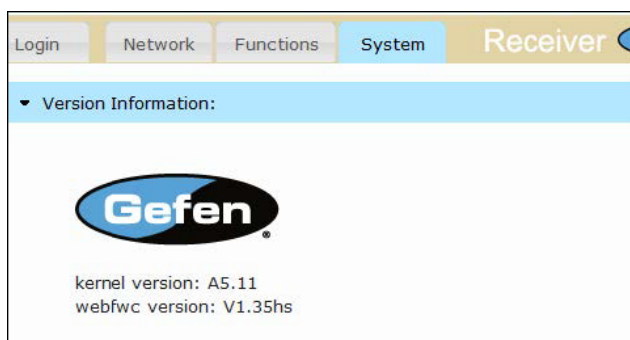 Login Network Functions System Receiver
Version Information:
Gefen
®
kernel version: A5.11
webfwc version: V1.35hs